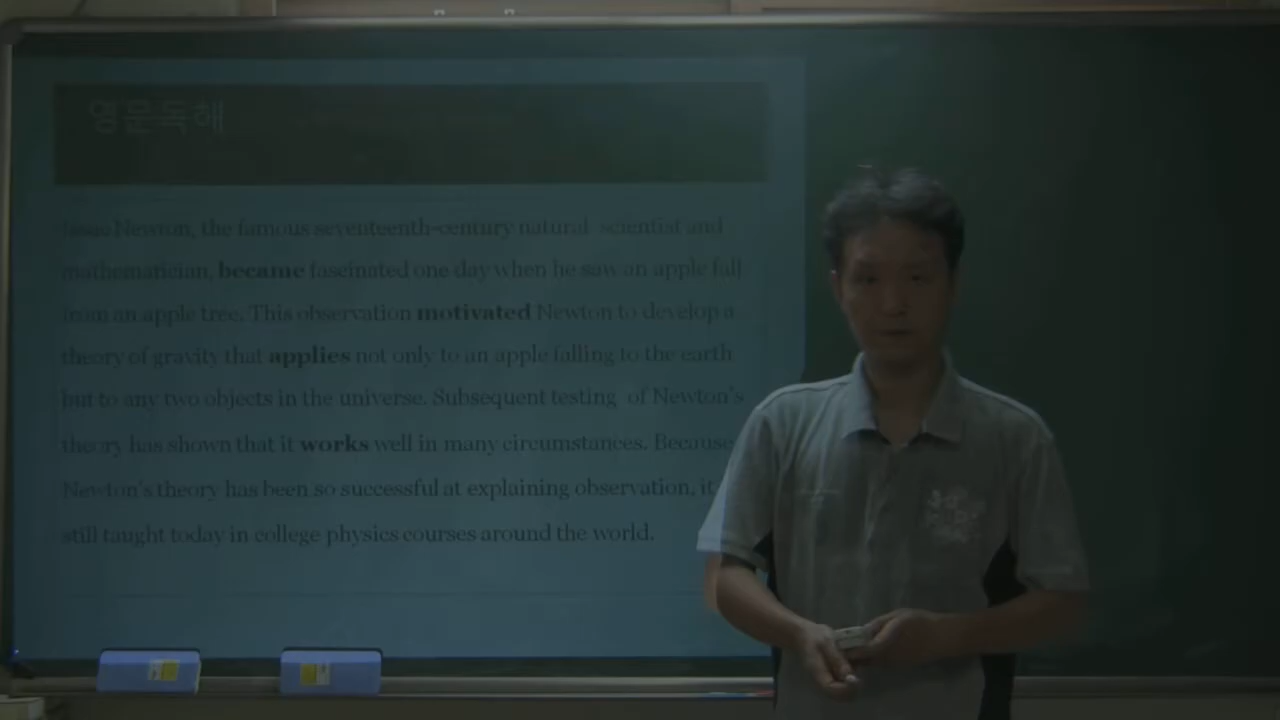 영문독해
Isaac Newton, the famous seventeenth-century natural scientist and
mathematician, became fascinated one day when he saw an apple fall
from an apple tree. This observation motivated Newton to develop a
theory of gravity that applies not only to an apple falling to the earth
but to any two objects in the universe. Subsequent testing of Newton's
theory has shown that it works well in many circumstances. Because
Newton's theory has been so successful at explaining observation, it
still taught today in college physics courses around the world.